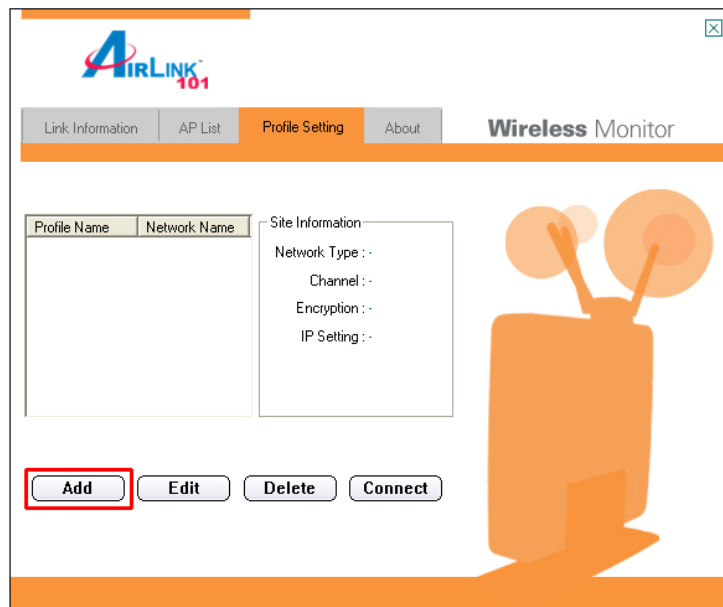 AIRLINK™
101
Link Information AP List Profile Setting About Wireless Monitor
Profile Name Network Name
Site Information
Network Type : -
Channel : -
Encryption : -
IP Setting : -
Add Edit Delete Connect